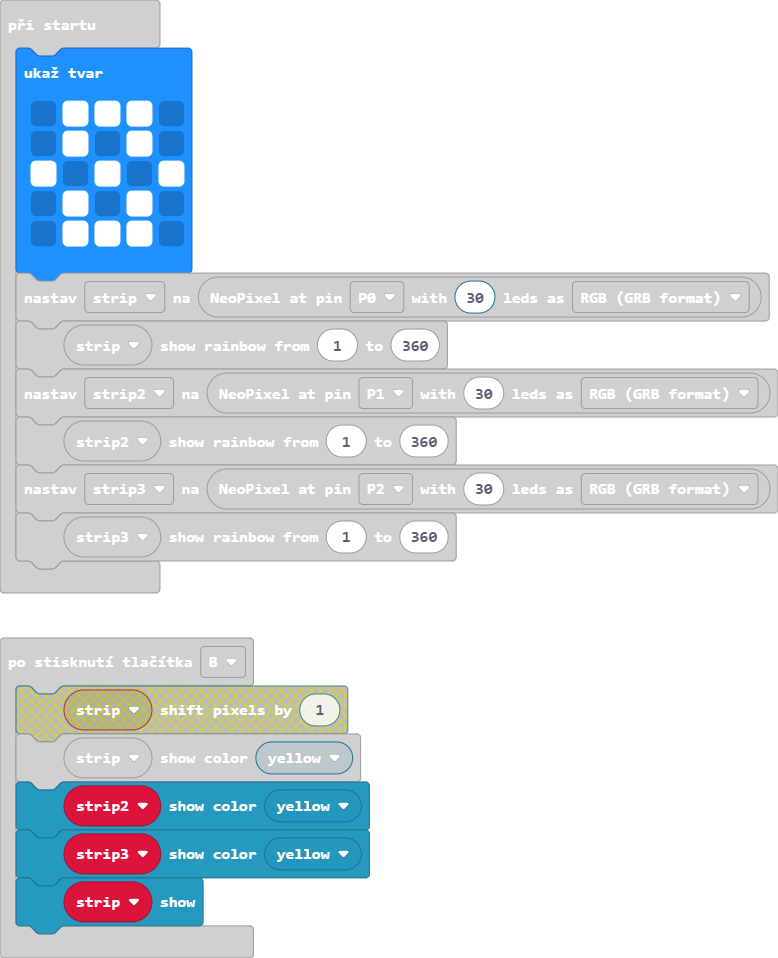 při startu
ukaž tvar
nastav strip na NeoPixel at pin P0 with 30 leds as RGB (GRB format)
strip show rainbow from 1 to 360
nastav strip2 na NeoPixel at pin P1 with 30 leds as RGB (GRB format)
strip2 show rainbow from 1 to 360
nastav strip3 na NeoPixel at pin P2 with 30 leds as RGB (GRB format)
strip3 show rainbow from 1 to 360
po stisknutí tlačítka B
strip shift pixels by 1
strip show color yellow
strip2 show color yellow
strip3 show color yellow
strip show